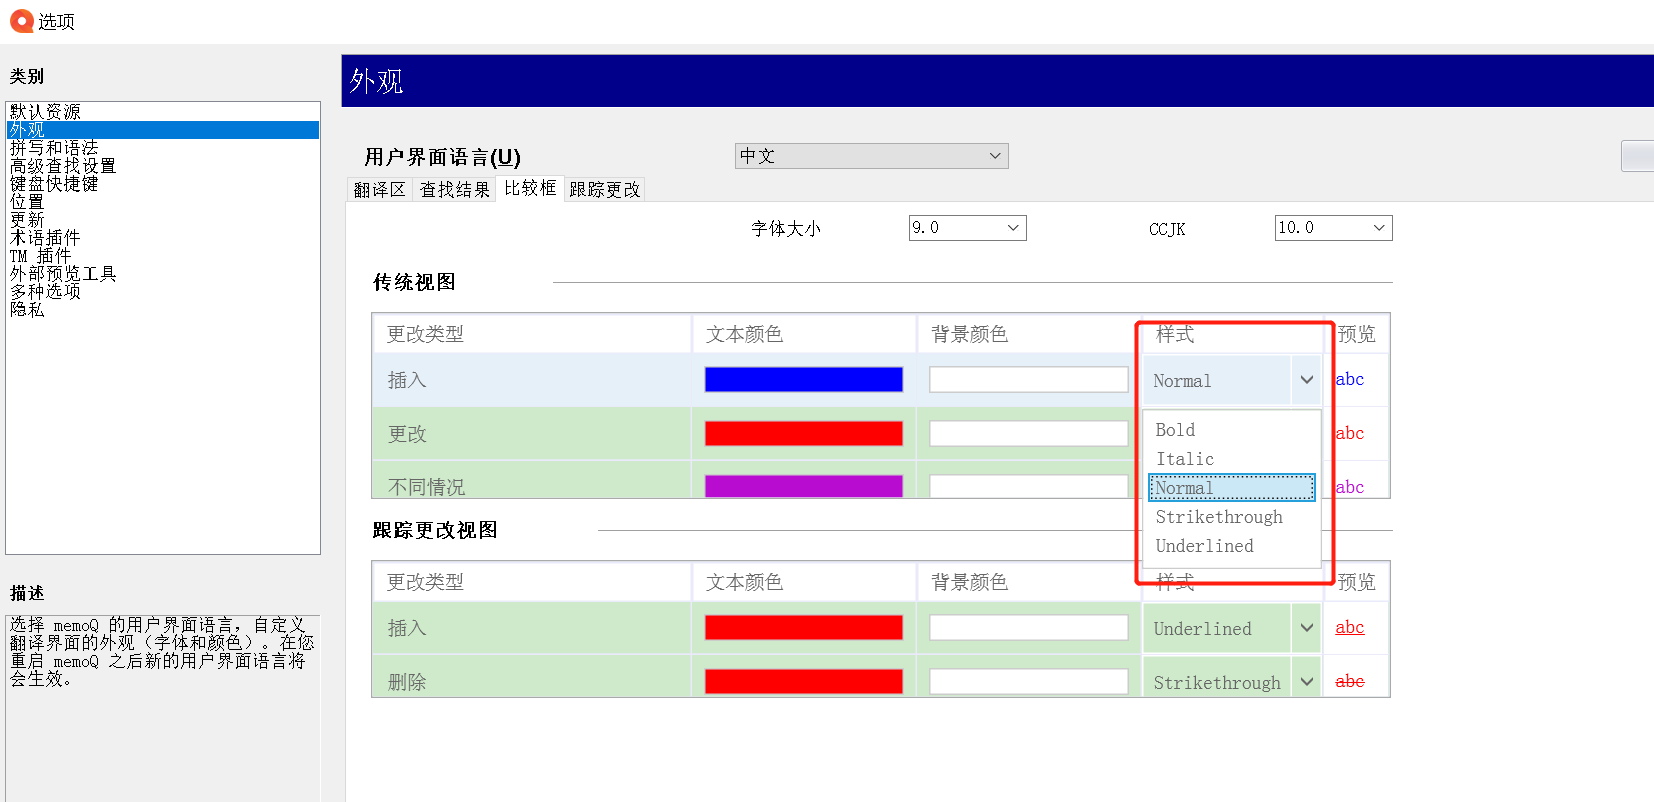 选项
类别
默认资源
外观
拼写和语法
高级查找设置
键盘快捷键
位置
更新
术语插件
TM 插件
外部预览工具
多种选项
隐私
描述
选择 memoQ 的用户界面语言，自定义
翻译界面的外观（字体和颜色）。在您
重启 memoQ 之后新的用户界面语言将
会生效。
外观
用户界面语言(U) 中文
翻译区 查找结果 比较框 跟踪更改
字体大小 9.0 CCJK 10.0
传统视图
更改类型 文本颜色 背景颜色 样式 预览
插入 Normal abc
更改 abc
不同情况 abc
Bold
Italic
Normal
Strikethrough
Underlined
跟踪更改视图
更改类型 文本颜色 背景颜色 样式 预览
插入 Underlined abc
删除 Strikethrough abc